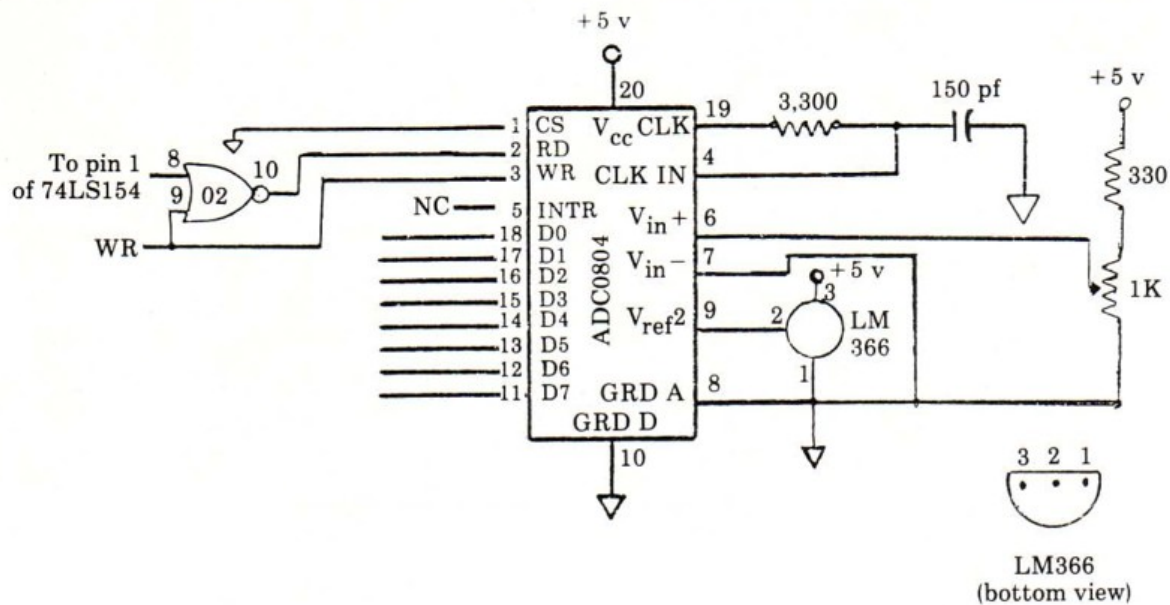 +5 v
20
1 CS
Vcc CLK
19
3,300
150 pf
+5 v
To pin 1
of 74LS154
8
9
02
10
2 RD
3 WR
CLK IN
4
330
NC
5 INTR
Vin+
6
WR
18 D0
17 D1
Vin−
7
+5 v
16 D2
15 D3
14 D4
13 D5
12 D6
11 D7
ADC0804
Vref2
9
2
3
LM
366
1
1K
GRD A
8
GRD D
10
3 2 1
LM366
(bottom view)